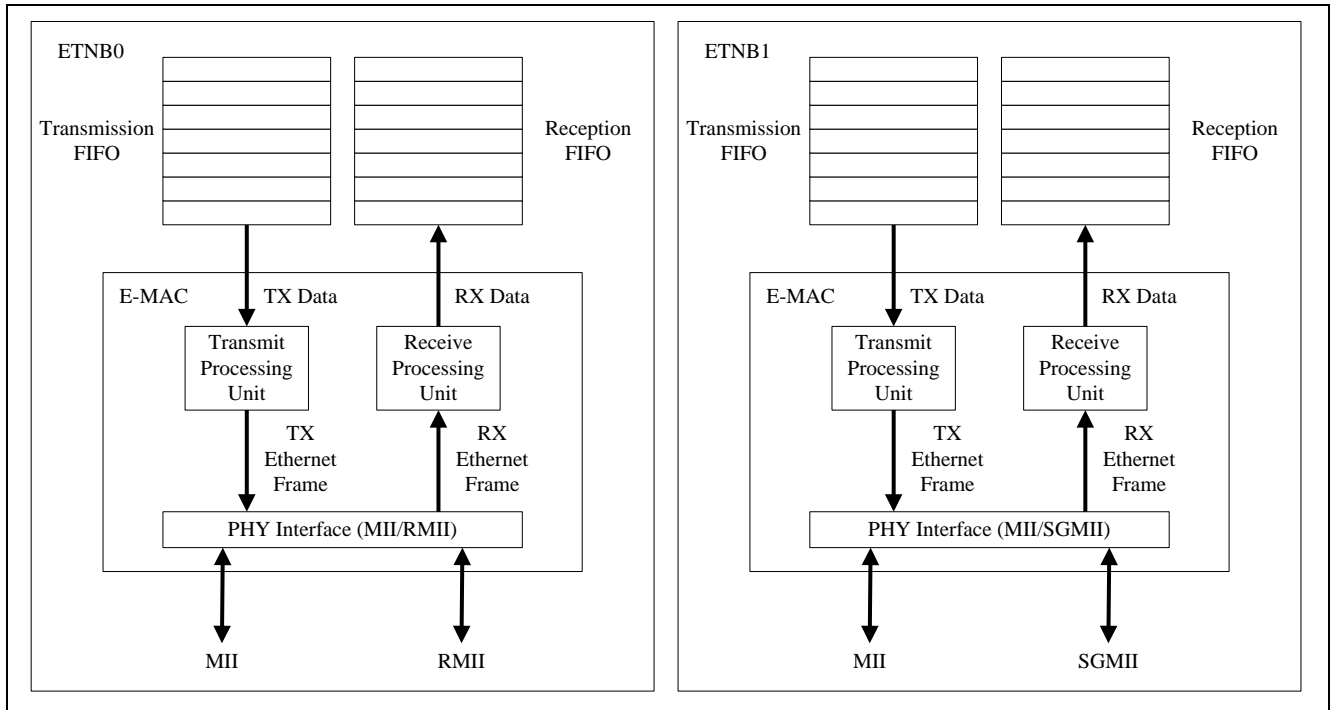 ETNB0
Transmission
FIFO
Reception
FIFO
E-MAC
TX Data
RX Data
Transmit
Processing
Unit
Receive
Processing
Unit
TX
Ethernet
Frame
RX
Ethernet
Frame
PHY Interface (MII/RMII)
MII
RMII
ETNB1
Transmission
FIFO
Reception
FIFO
E-MAC
TX Data
RX Data
Transmit
Processing
Unit
Receive
Processing
Unit
TX
Ethernet
Frame
RX
Ethernet
Frame
PHY Interface (MII/SGMII)
MII
SGMII